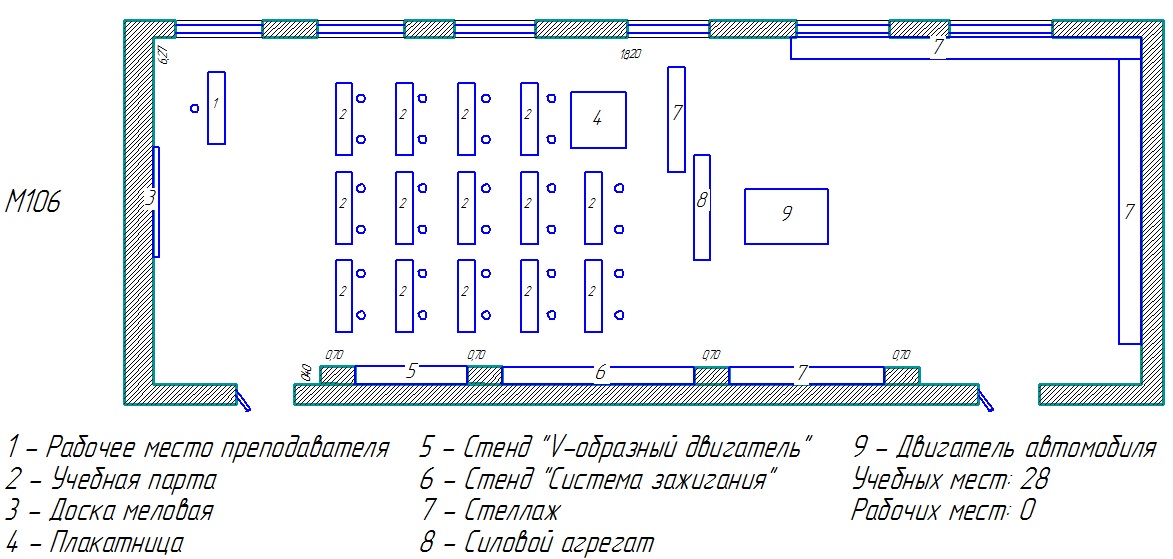 6,27
1820
7
1
2 2 2 2
4
7
М106
3
2 2 2 2 2
8
9
7
2 2 2 2 2
0,70 0,70 0,70 0,70
0,40
5 6 7
1 – Рабочее место преподавателя
2 – Учебная парта
3 – Доска меловая
4 – Плакатница
5 – Стенд "V-образный двигатель"
6 – Стенд "Система зажигания"
7 – Стеллаж
8 – Силовой агрегат
9 – Двигатель автомобиля
Учебных мест: 28
Рабочих мест: 0